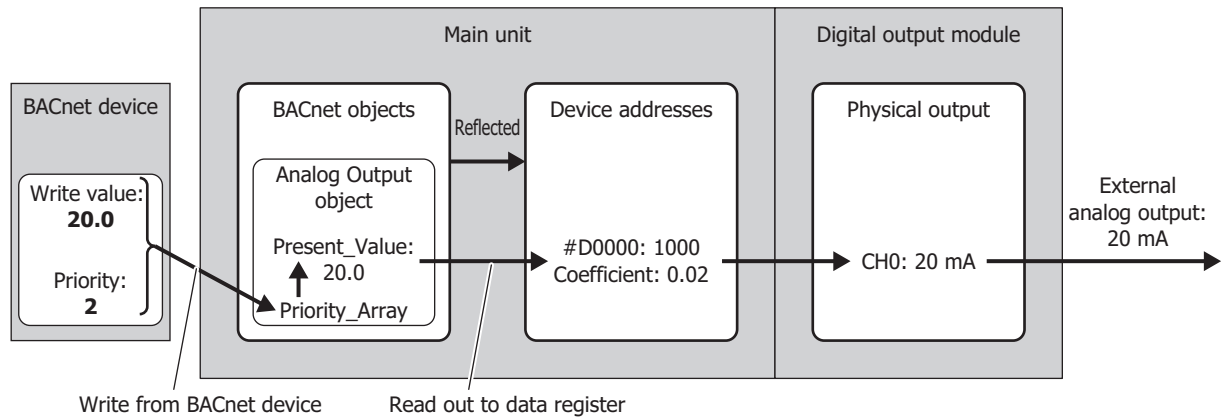 Main unit
Digital output module
BACnet device
Write value:
20.0
Priority:
2
BACnet objects
Analog Output
object
Present_Value:
20.0
Priority_Array
Reflected
Device addresses
#D0000: 1000
Coefficient: 0.02
Physical output
CH0: 20 mA
External
analog output:
20 mA
Write from BACnet device
Read out to data register